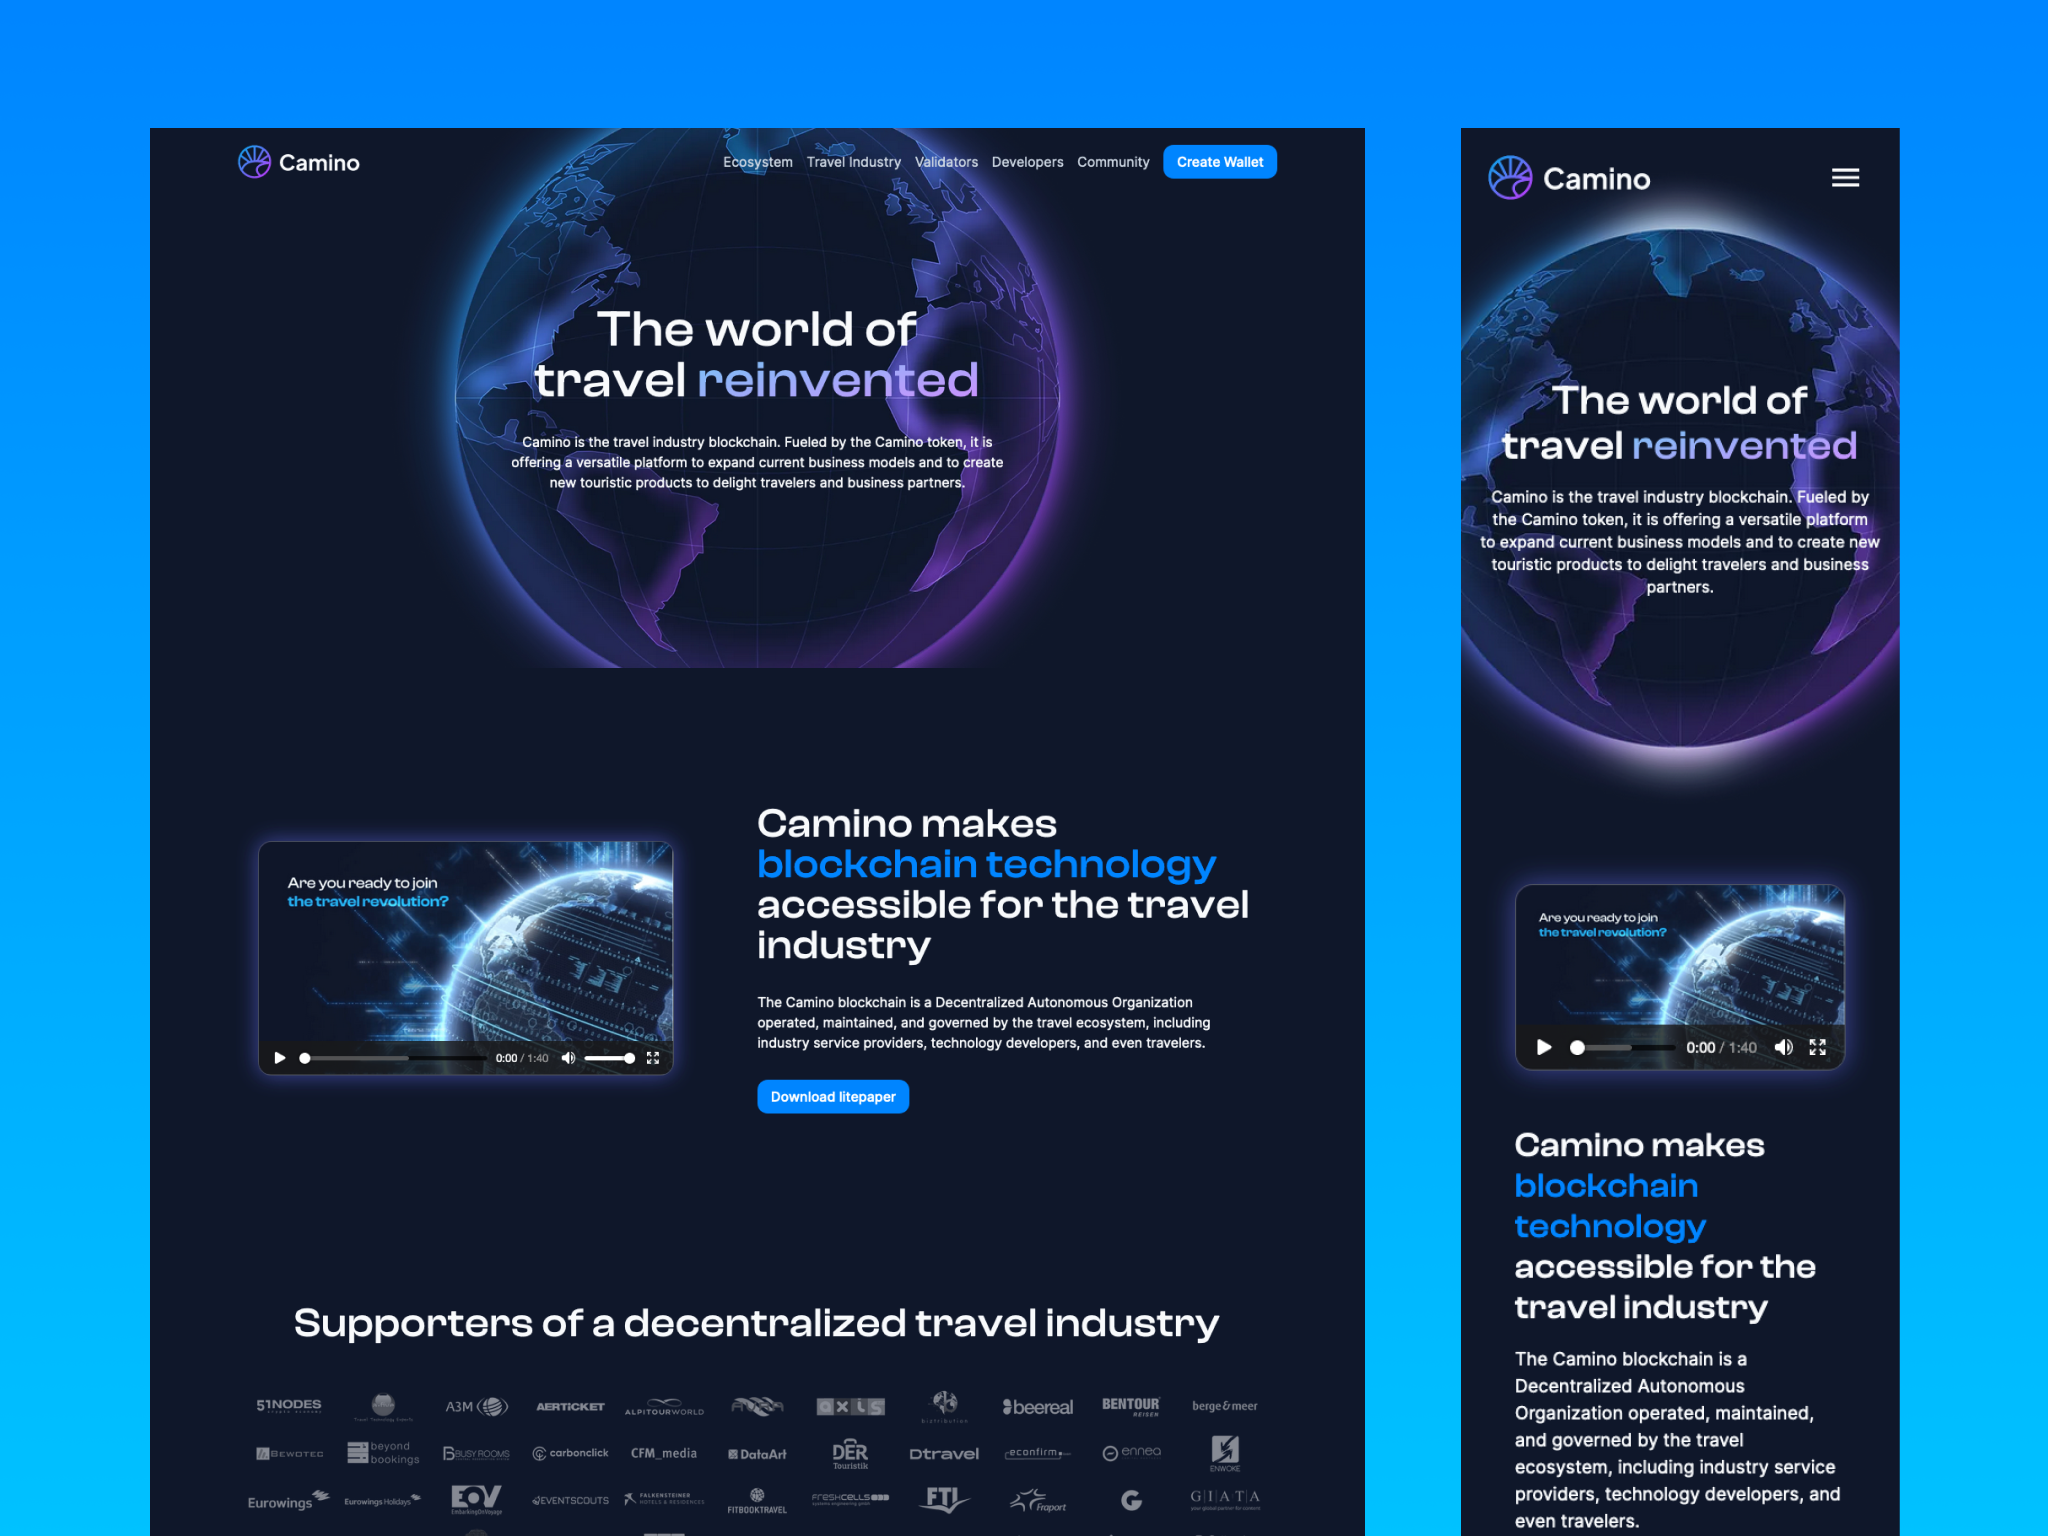 Camino
Ecosystem
Travel Industry
Validators
Developers
Community
Create Wallet
The world of
travel reinvented
Camino is the travel industry blockchain. Fueled by the Camino token, it is
offering a versatile platform to expand current business models and to create
new touristic products to delight travelers and business partners.
Are you ready to join
the travel revolution?
0:00 / 1:40
Camino makes
blockchain technology
accessible for the travel
industry
The Camino blockchain is a Decentralized Autonomous Organization
operated, maintained, and governed by the travel ecosystem, including
industry service providers, technology developers, and even travelers.
Download litepaper
Supporters of a decentralized travel industry
51NODES
A3M
AERTICKET
ALPITOURWORLD
axis
biztribution
beereal
BENTOUR
REISEN
berge & meer
BEWOTEC
beyond
bookings
BUSY ROOMS
carbonclick
CFM_media
DataArt
DER
Touristik
Dtravel
econfirm
ennea
ENWOKE
Eurowings
Eurowings Holidays
EOV
EmbarkingOnVoyage
EVENTSCOUTS
FALKENSTEINER
HOTELS & RESIDENCES
FITBOOKTRAVEL
FRESHCELLS
systems engineering gmbh
FTI
Fraport
G
GIATA
Camino
The world of
travel reinvented
Camino is the travel industry blockchain. Fueled by
the Camino token, it is offering a versatile platform
to expand current business models and to create new
touristic products to delight travelers and business
partners.
Are you ready to join
the travel revolution?
0:00 / 1:40
Camino makes
blockchain
technology
accessible for the
travel industry
The Camino blockchain is a
Decentralized Autonomous
Organization operated, maintained,
and governed by the travel
ecosystem, including industry service
providers, technology developers, and
even travelers.